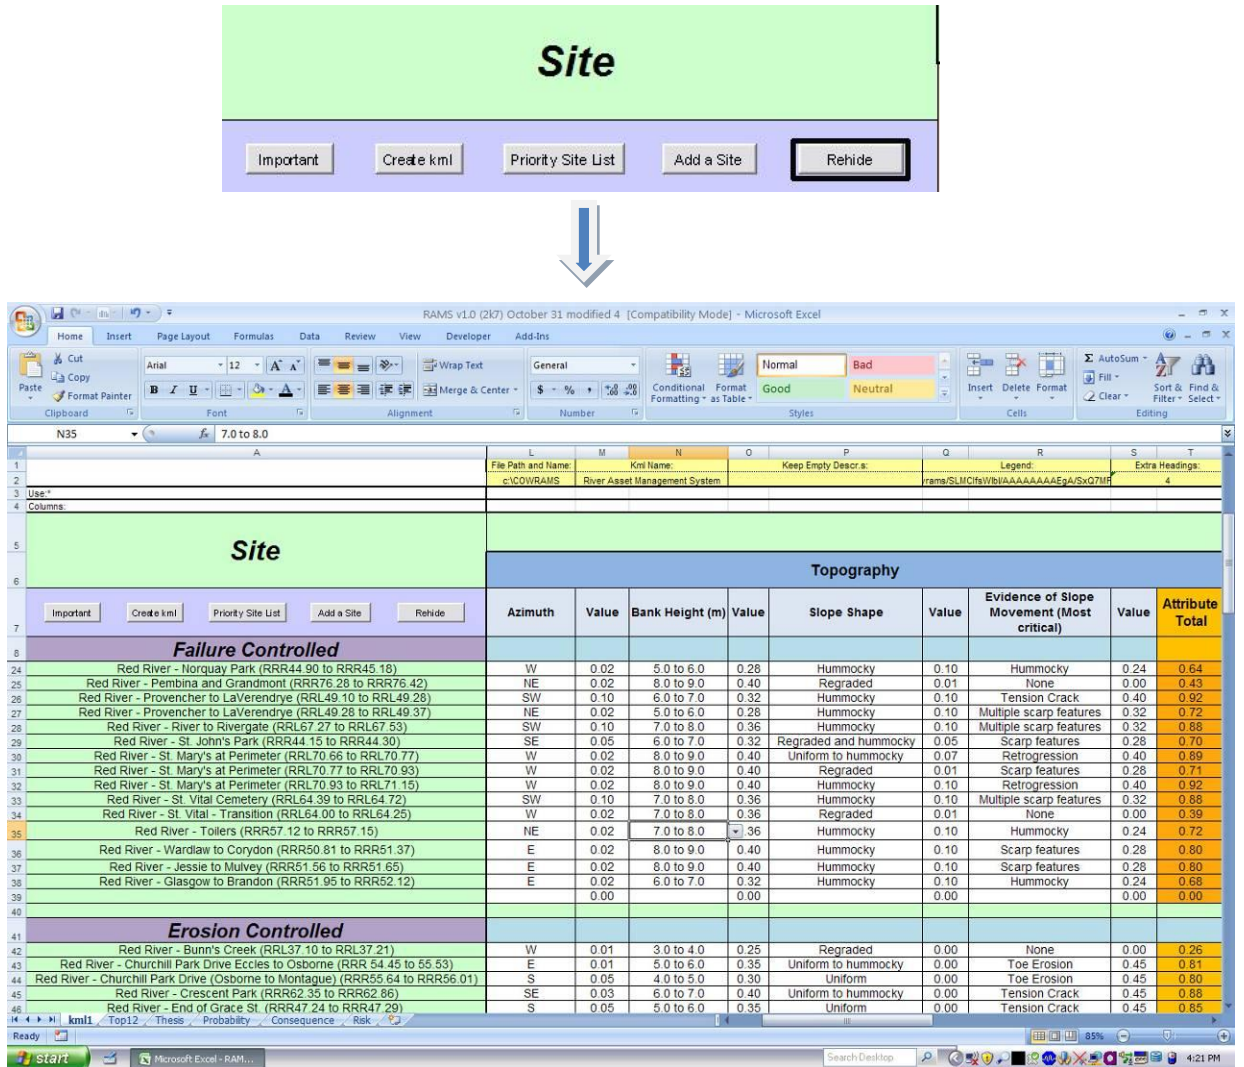 Site
Important Create kml Priority Site List Add a Site Rehide
RAMS v1.0 (2k7) October 31 modified 4 [Compatibility Mode] - Microsoft Excel
Home Insert Page Layout Formulas Data Review View Developer Add-Ins
Cut
Copy
Format Painter
Paste
Arial 12
B I U
Wrap Text
Merge & Center
General
$ % ,
Conditional Formatting
Format as Table
Normal Bad
Good Neutral
Insert Delete Format
Σ AutoSum
Fill
Clear
Sort & Filter
Find & Select
Clipboard Font Alignment Number Styles Cells Editing
N35 fx 7.0 to 8.0
A L M N O P Q R S T
1 File Path and Name: Kml Name: Keep Empty Descr.s: Legend: Extra Headings:
2 c:\COWRAMS River Asset Management System 4
3 Use:*
4 Columns:
5 Site
6 Topography
7 Important Create kml Priority Site List Add a Site Rehide Azimuth Value Bank Height (m) Value Slope Shape Value Evidence of Slope Movement (Most critical) Value Attribute Total
8 Failure Controlled
24 Red River - Norquay Park (RRR44.90 to RRR45.18) W 0.02 5.0 to 6.0 0.28 Hummocky 0.10 Hummocky 0.24 0.64
25 Red River - Pembina and Grandmont (RRR76.28 to RRR76.42) NE 0.02 8.0 to 9.0 0.40 Regraded 0.01 None 0.00 0.43
26 Red River - Provencher to LaVerendrye (RRL49.10 to RRL49.28) SW 0.10 6.0 to 7.0 0.32 Hummocky 0.10 Tension Crack 0.40 0.92
27 Red River - Provencher to LaVerendrye (RRL49.28 to RRL49.37) NE 0.02 5.0 to 6.0 0.28 Hummocky 0.10 Multiple scarp features 0.32 0.72
28 Red River - River to Rivergate (RRL67.27 to RRL67.53) SW 0.10 7.0 to 8.0 0.36 Hummocky 0.10 Multiple scarp features 0.32 0.88
29 Red River - St. John's Park (RRR44.15 to RRR44.30) SE 0.05 6.0 to 7.0 0.32 Regraded and hummocky 0.05 Scarp features 0.28 0.70
30 Red River - St. Mary's at Perimeter (RRL70.66 to RRL70.77) W 0.02 8.0 to 9.0 0.40 Uniform to hummocky 0.07 Retrogression 0.40 0.89
31 Red River - St. Mary's at Perimeter (RRL70.77 to RRL70.93) W 0.02 8.0 to 9.0 0.40 Regraded 0.01 Scarp features 0.28 0.71
32 Red River - St. Mary's at Perimeter (RRL70.93 to RRL71.15) W 0.02 8.0 to 9.0 0.40 Hummocky 0.10 Retrogression 0.40 0.92
33 Red River - St. Vital Cemetery (RRL64.39 to RRL64.72) SW 0.10 7.0 to 8.0 0.36 Hummocky 0.10 Multiple scarp features 0.32 0.88
34 Red River - St. Vital - Transition (RRL64.00 to RRL64.25) W 0.02 7.0 to 8.0 0.36 Regraded 0.01 None 0.00 0.39
35 Red River - Toilers (RRR57.12 to RRR57.15) NE 0.02 7.0 to 8.0 .36 Hummocky 0.10 Hummocky 0.24 0.72
36 Red River - Wardlaw to Corydon (RRR50.81 to RRR51.37) E 0.02 8.0 to 9.0 0.40 Hummocky 0.10 Scarp features 0.28 0.80
37 Red River - Jessie to Mulvey (RRR51.56 to RRR51.65) E 0.02 8.0 to 9.0 0.40 Hummocky 0.10 Scarp features 0.28 0.80
38 Red River - Glasgow to Brandon (RRR51.95 to RRR52.12) E 0.02 6.0 to 7.0 0.32 Hummocky 0.10 Hummocky 0.24 0.68
39 0.00 0.00 0.00 0.00 0.00
40
41 Erosion Controlled
42 Red River - Bunn's Creek (RRL37.10 to RRL37.21) W 0.01 3.0 to 4.0 0.25 Regraded 0.00 None 0.00 0.26
43 Red River - Churchill Park Drive Eccles to Osborne (RRR 54.45 to 55.53) E 0.01 5.0 to 6.0 0.35 Uniform to hummocky 0.00 Toe Erosion 0.45 0.81
44 Red River - Churchill Park Drive (Osborne to Montague) (RRR55.64 to RRR56.01) S 0.05 4.0 to 5.0 0.30 Uniform 0.00 Toe Erosion 0.45 0.80
45 Red River - Crescent Park (RRR62.35 to RRR62.86) SE 0.03 6.0 to 7.0 0.40 Uniform to hummocky 0.00 Tension Crack 0.45 0.88
46 Red River - End of Grace St. (RRR47.24 to RRR47.29) S 0.05 5.0 to 6.0 0.35 Uniform 0.00 Tension Crack 0.45 0.85
kml1 Top12 Thesis Probability Consequence Risk
Ready 85%
start Microsoft Excel - RAM... Search Desktop 4:21 PM